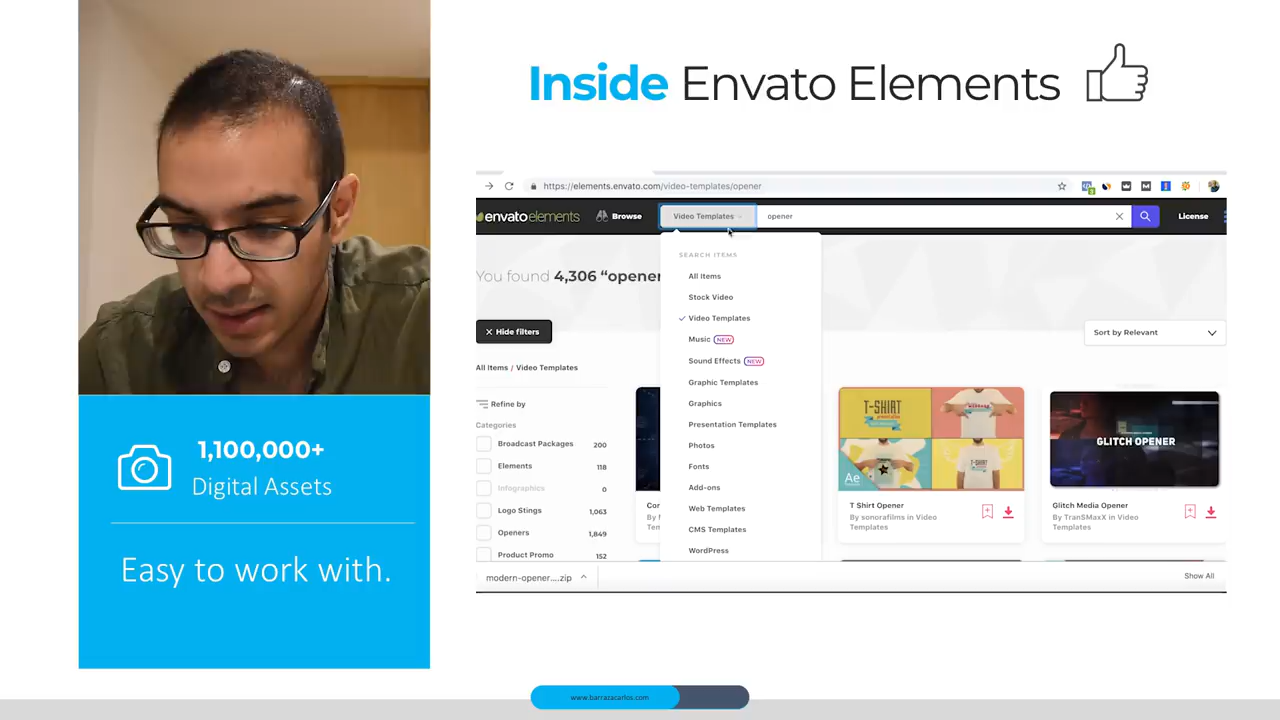 Inside Envato Elements
https://elements.envato.com/video-templates/opener
envatoelements
Browse
Video Templates
opener
License
You found 4,306 "opener
SEARCH ITEMS
All Items
Stock Video
Video Templates
Music NEW
Sound Effects NEW
Graphic Templates
Graphics
Presentation Templates
Photos
Fonts
Add-ons
Web Templates
CMS Templates
WordPress
Hide filters
Sort by Relevant
All Items / Video Templates
Refine by
Categories
Broadcast Packages 200
Elements 118
Infographics 0
Logo Stings 1,063
Openers 1,849
Product Promo 152
T-SHIRT
Ae
GLITCH OPENER
T Shirt Opener
By sonorafilms in Video
Templates
Glitch Media Opener
By TranSMaxX in Video
Templates
modern-opener....zip
Show All
1,100,000+
Digital Assets
Easy to work with.
www.barrazacarlos.com